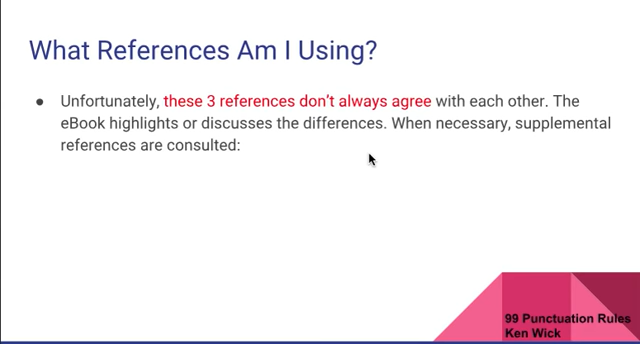 What References Am I Using?
● Unfortunately, these 3 references don't always agree with each other. The
eBook highlights or discusses the differences. When necessary, supplemental
references are consulted:
99 Punctuation Rules
Ken Wick